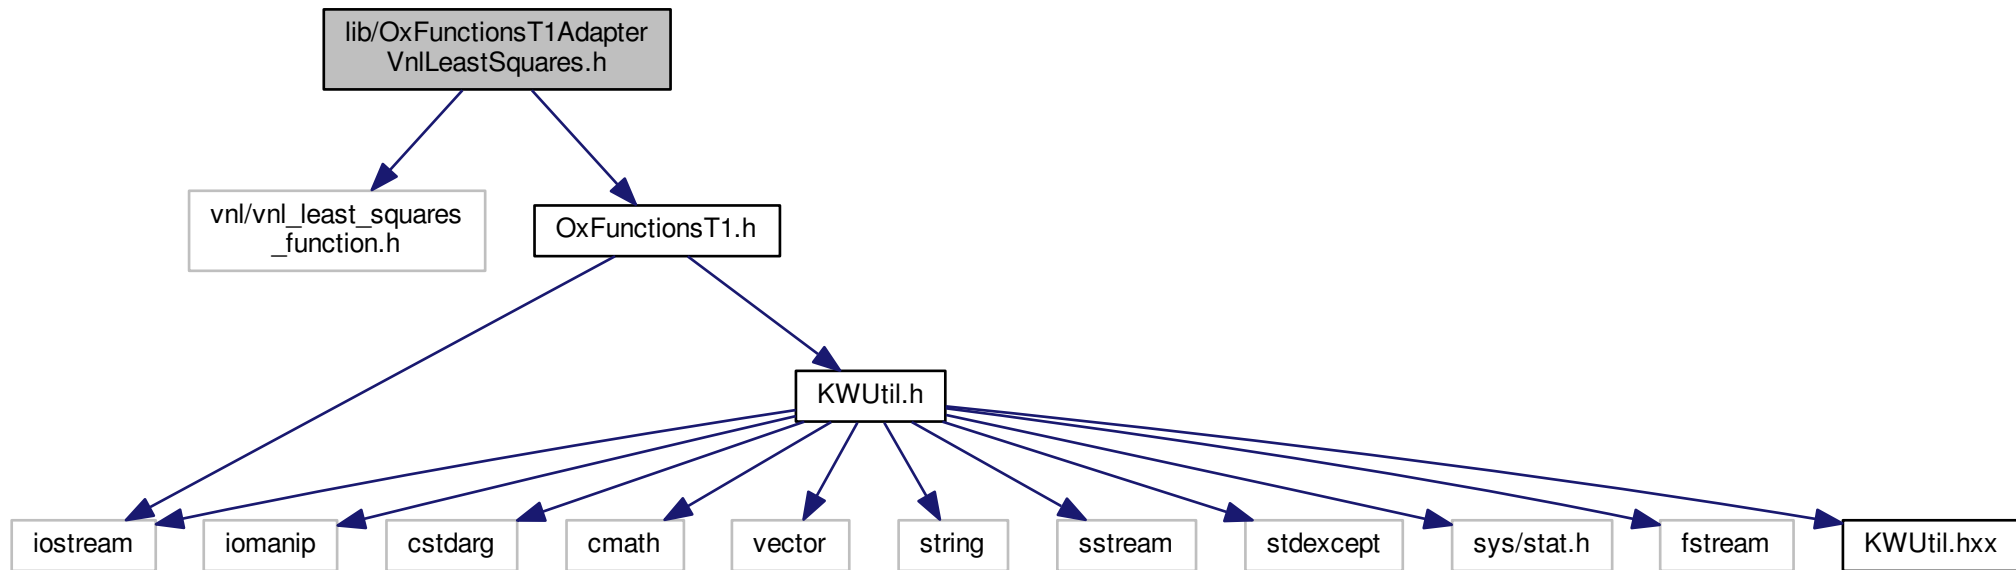 lib/OxFunctionsT1Adapter
VnlLeastSquares.h
vnl/vnl_least_squares
_function.h
OxFunctionsT1.h
KWUtil.h
iostream
iomanip
cstdarg
cmath
vector
string
sstream
stdexcept
sys/stat.h
fstream
KWUtil.hxx